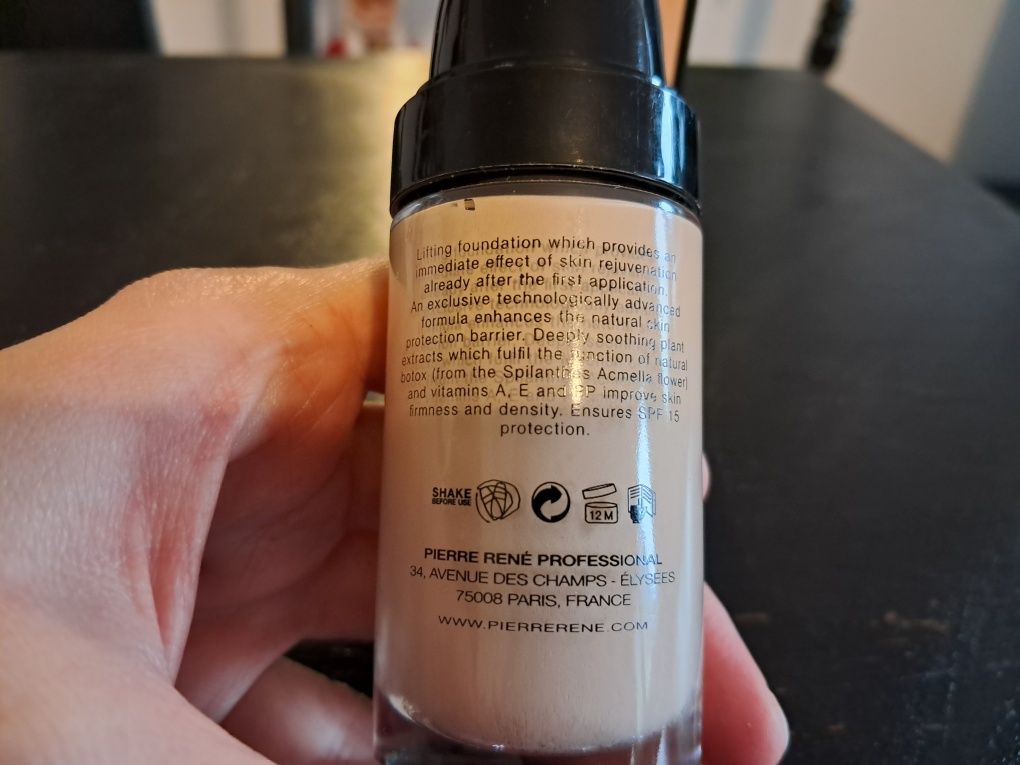 Lifting foundation which provides an
immediate effect of skin rejuvenation
already after the first application.
An exclusive technologically advanced
formula enhances the natural skin
protection barrier. Deeply soothing plant
extracts which fulfil the function of natural
botox (from the Spilanthes Acmella flower)
and vitamins A, E and PP improve skin
firmness and density. Ensures SPF 15
protection.
SHAKE
BEFORE USE
12 M
PIERRE RENÉ PROFESSIONAL
34, AVENUE DES CHAMPS - ÉLYSÉES
75008 PARIS, FRANCE
WWW.PIERRERENE.COM